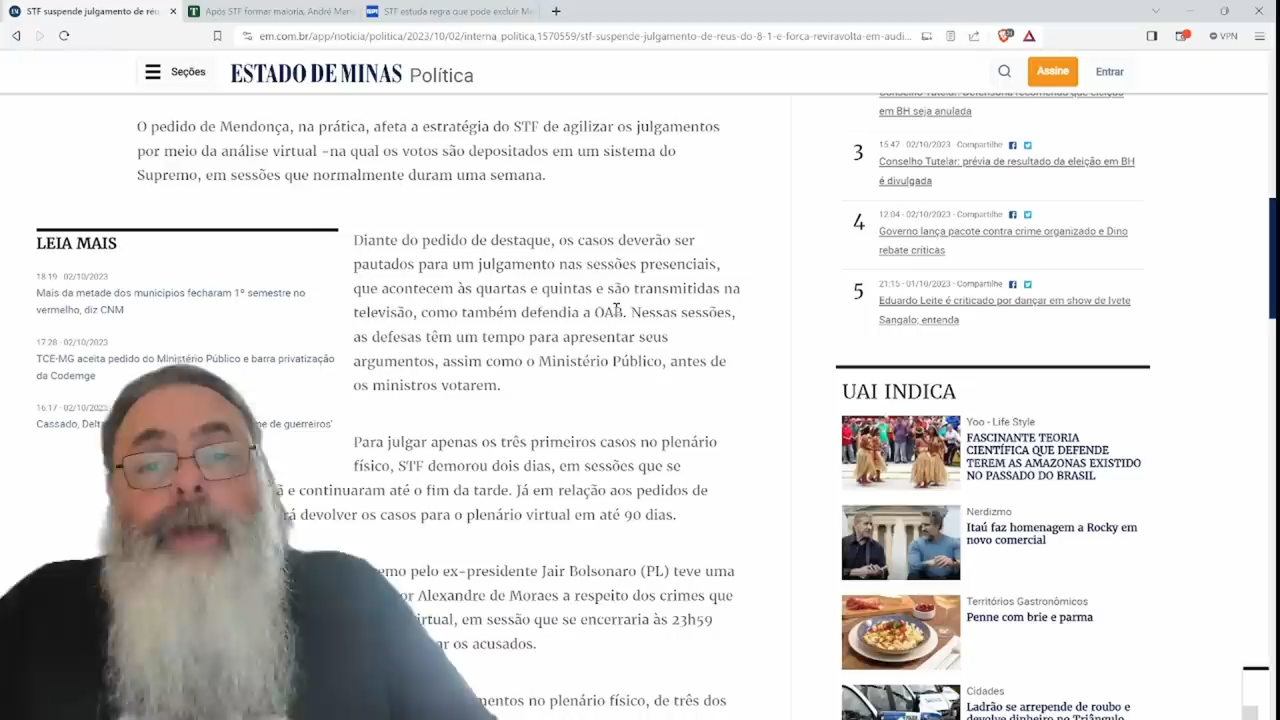 STF suspende julgamento de réu
Após STF formar maioria, André Men
STF estuda regra que pode excluir Me
em.com.br/app/noticia/politica/2023/10/02/interna_politica,1570559/stf-suspende-julgamento-de-reus-do-8-1-e-forca-reviravolta-em-audi...
VPN
Seções
ESTADO DE MINAS Política
Assine
Entrar
O pedido de Mendonça, na prática, afeta a estratégia do STF de agilizar os julgamentos
por meio da análise virtual -na qual os votos são depositados em um sistema do
Supremo, em sessões que normalmente duram uma semana.
LEIA MAIS
18:19 - 02/10/2023
Mais da metade dos municípios fecharam 1º semestre no
vermelho, diz CNM
17:28 - 02/10/2023
TCE-MG aceita pedido do Ministério Público e barra privatização
da Codemge
16:17 - 02/10/2023
Cassado, Delt
me de guerreiros'
Diante do pedido de destaque, os casos deverão ser
pautados para um julgamento nas sessões presenciais,
que acontecem às quartas e quintas e são transmitidas na
televisão, como também defendia a OAB. Nessas sessões,
as defesas têm um tempo para apresentar seus
argumentos, assim como o Ministério Público, antes de
os ministros votarem.
Para julgar apenas os três primeiros casos no plenário
físico, STF demorou dois dias, em sessões que se
a e continuaram até o fim da tarde. Já em relação aos pedidos de
rá devolver os casos para o plenário virtual em até 90 dias.
emo pelo ex-presidente Jair Bolsonaro (PL) teve uma
or Alexandre de Moraes a respeito dos crimes que
irtual, em sessão que se encerraria às 23h59
ar os acusados.
mentos no plenário físico, de três dos
Conselho Tutelar: Defensoria recomenda que eleição
em BH seja anulada
3
15:47 - 02/10/2023 - Compartilhe
Conselho Tutelar: prévia de resultado da eleição em BH
é divulgada
4
12:04 - 02/10/2023 - Compartilhe
Governo lança pacote contra crime organizado e Dino
rebate críticas
5
21:15 - 01/10/2023 - Compartilhe
Eduardo Leite é criticado por dançar em show de Ivete
Sangalo; entenda
UAI INDICA
Yoo - Life Style
FASCINANTE TEORIA
CIENTÍFICA QUE DEFENDE
TEREM AS AMAZONAS EXISTIDO
NO PASSADO DO BRASIL
Nerdizmo
Itaú faz homenagem a Rocky em
novo comercial
Territórios Gastronômicos
Penne com brie e parma
Cidades
Ladrão se arrepende de roubo e
devolve dinheiro no Triângulo